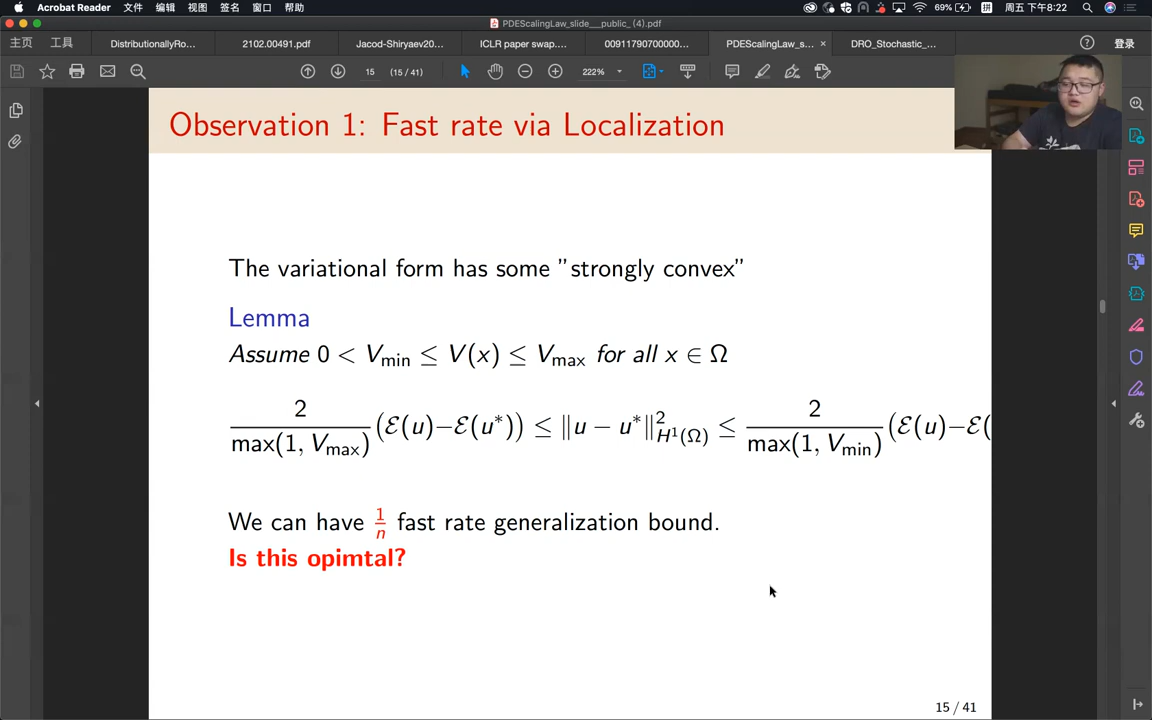 Acrobat Reader 文件 编辑 视图 签名 窗口 帮助 69% 拼 周五 下午8:22
PDEScalingLaw_slide__public_ (4).pdf
主页 工具 DistributionallyRo... 2102.00491.pdf Jacod-Shiryaev20... ICLR paper swap.... 00911790700000... PDEScalingLaw_s... × DRO_Stochastic_... 登录
15 (15 / 41) 222%
Observation 1: Fast rate via Localization
The variational form has some "strongly convex"
Lemma
Assume 0 < V_min ≤ V(x) ≤ V_max for all x ∈ Ω
2/max(1, V_max) (ℰ(u)−ℰ(u*)) ≤ ‖u − u*‖²_H¹(Ω) ≤ 2/max(1, V_min) (ℰ(u)−ℰ(
We can have 1/n fast rate generalization bound.
Is this opimtal?
15 / 41